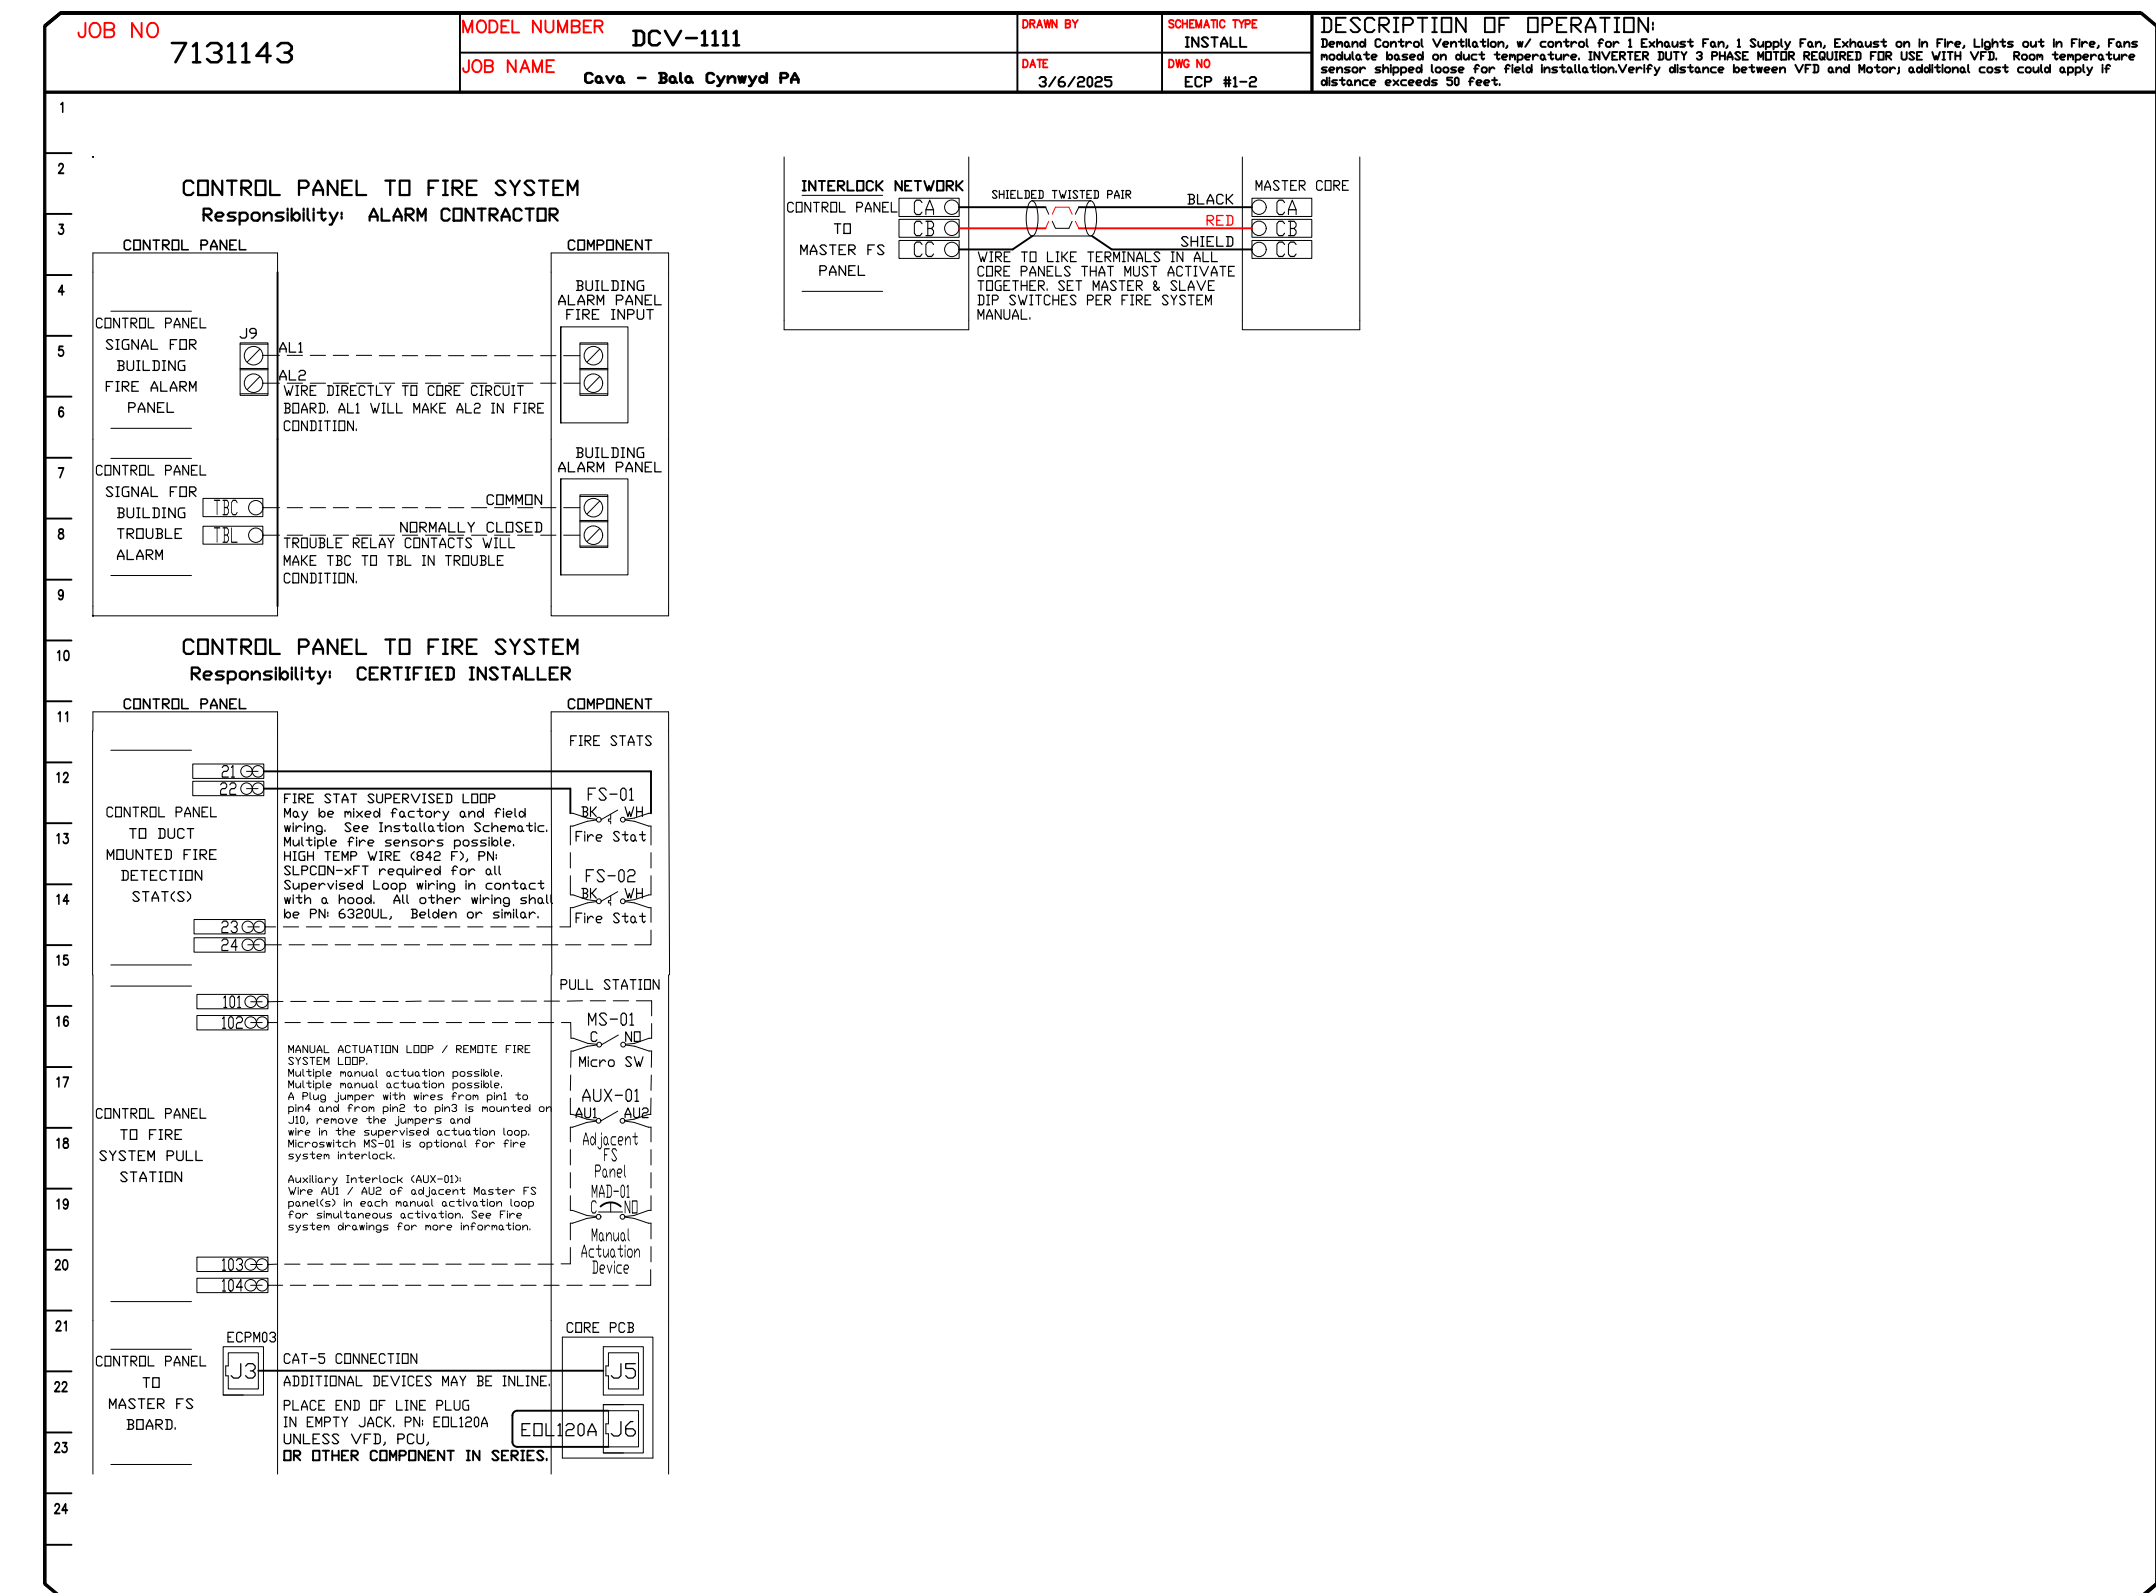 JOB NO
7131143
MODEL NUMBER DCV-1111
JOB NAME
Cava - Bala Cynwyd PA
DRAWN BY
DATE
3/6/2025
SCHEMATIC TYPE
INSTALL
DWG NO
ECP #1-2
DESCRIPTION OF OPERATION:
Demand Control Ventilation, w/ control for 1 Exhaust Fan, 1 Supply Fan, Exhaust on in Fire, Lights out in Fire, Fans
modulate based on duct temperature. INVERTER DUTY 3 PHASE MOTOR REQUIRED FOR USE WITH VFD. Room temperature
sensor shipped loose for field installation.Verify distance between VFD and Motor; additional cost could apply if
distance exceeds 50 feet.
1
2
3
4
5
6
7
8
9
10
11
12
13
14
15
16
17
18
19
20
21
22
23
24
CONTROL PANEL TO FIRE SYSTEM
Responsibility: ALARM CONTRACTOR
CONTROL PANEL
COMPONENT
CONTROL PANEL
SIGNAL FOR
BUILDING
FIRE ALARM
PANEL
J9
AL1
AL2
WIRE DIRECTLY TO CORE CIRCUIT
BOARD. AL1 WILL MAKE AL2 IN FIRE
CONDITION.
BUILDING
ALARM PANEL
FIRE INPUT
CONTROL PANEL
SIGNAL FOR
BUILDING
TROUBLE
ALARM
TBC
TBL
COMMON
NORMALLY CLOSED
TROUBLE RELAY CONTACTS WILL
MAKE TBC TO TBL IN TROUBLE
CONDITION.
BUILDING
ALARM PANEL
INTERLOCK NETWORK
CONTROL PANEL
TO
MASTER FS
PANEL
CA
CB
CC
SHIELDED TWISTED PAIR
BLACK
RED
SHIELD
WIRE TO LIKE TERMINALS IN ALL
CORE PANELS THAT MUST ACTIVATE
TOGETHER. SET MASTER & SLAVE
DIP SWITCHES PER FIRE SYSTEM
MANUAL.
MASTER CORE
CA
CB
CC
CONTROL PANEL TO FIRE SYSTEM
Responsibility: CERTIFIED INSTALLER
CONTROL PANEL
COMPONENT
CONTROL PANEL
TO DUCT
MOUNTED FIRE
DETECTION
STAT(S)
21
22
23
24
FIRE STAT SUPERVISED LOOP
May be mixed factory and field
wiring. See Installation Schematic.
Multiple fire sensors possible.
HIGH TEMP WIRE (842 F), PN:
SLPCON-xFT required for all
Supervised Loop wiring in contact
with a hood. All other wiring shall
be PN: 6320UL, Belden or similar.
FIRE STATS
FS-01
BK WH
Fire Stat
FS-02
BK WH
Fire Stat
CONTROL PANEL
TO FIRE
SYSTEM PULL
STATION
101
102
103
104
MANUAL ACTUATION LOOP / REMOTE FIRE
SYSTEM LOOP.
Multiple manual actuation possible.
Multiple manual actuation possible.
A Plug jumper with wires from pin1 to
pin4 and from pin2 to pin3 is mounted on
J10, remove the jumpers and
wire in the supervised actuation loop.
Microswitch MS-01 is optional for fire
system interlock.
Auxiliary Interlock (AUX-01):
Wire AU1 / AU2 of adjacent Master FS
panel(s) in each manual activation loop
for simultaneous activation. See Fire
system drawings for more information.
PULL STATION
MS-01
C NO
Micro SW
AUX-01
AU1 AU2
Adjacent
FS
Panel
MAD-01
C NO
Manual
Actuation
Device
CONTROL PANEL
TO
MASTER FS
BOARD.
ECPM03
J3
CAT-5 CONNECTION
ADDITIONAL DEVICES MAY BE INLINE.
PLACE END OF LINE PLUG
IN EMPTY JACK. PN: EOL120A
UNLESS VFD, PCU,
OR OTHER COMPONENT IN SERIES.
CORE PCB
J5
EOL120A J6